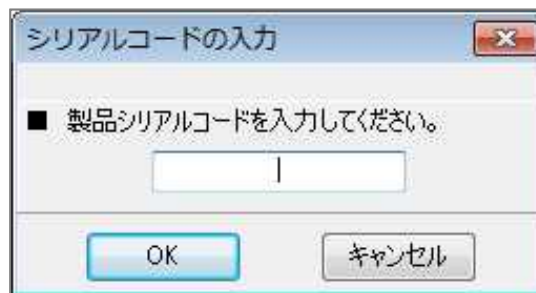 シリアルコードの入力
■ 製品シリアルコードを入力してください。
OK
キャンセル